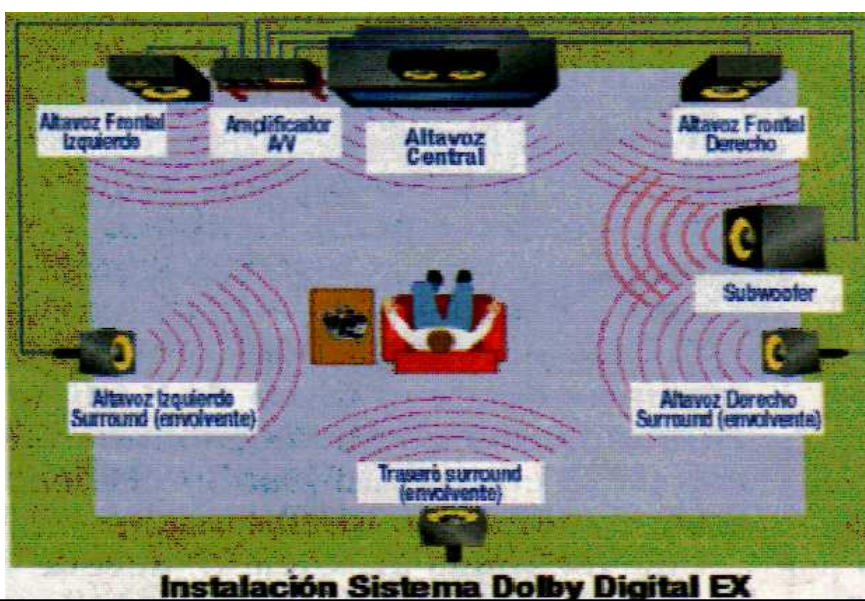 Altavoz Frontal
Izquierdo
Amplificador
A/V
Altavoz
Central
Altavoz Frontal
Derecho
Subwoofer
Altavoz Izquierdo
Surround (envolvente)
Altavoz Derecho
Surround (envolvente)
Traseró surround
(envolvente)
Instalación Sistema Dolby Digital EX